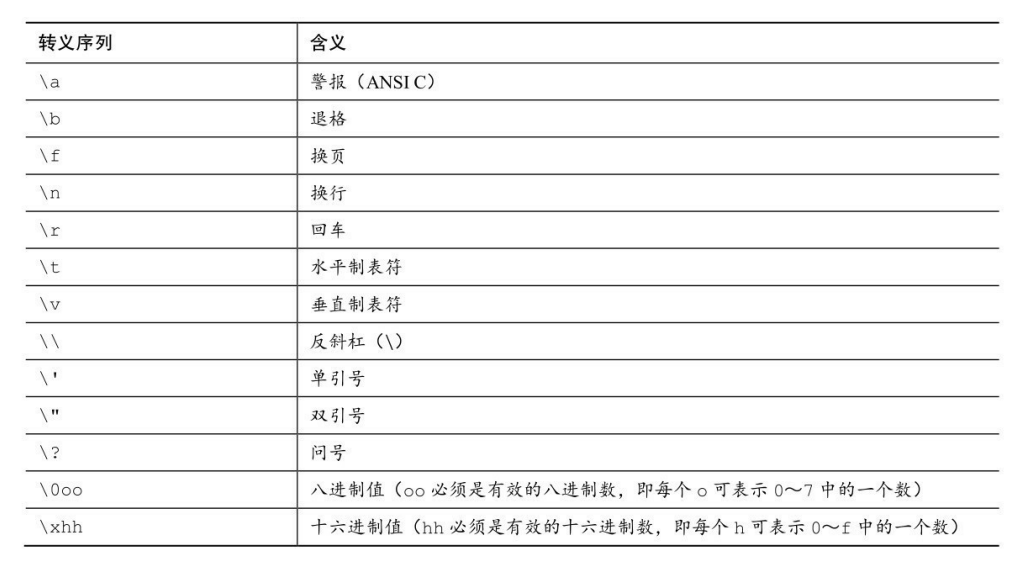 转义序列 含义
\a 警报（ANSI C）
\b 退格
\f 换页
\n 换行
\r 回车
\t 水平制表符
\v 垂直制表符
\\ 反斜杠（\）
\' 单引号
\" 双引号
\? 问号
\0oo 八进制值（oo 必须是有效的八进制数，即每个 o 可表示 0～7 中的一个数）
\xhh 十六进制值（hh 必须是有效的十六进制数，即每个 h 可表示 0～f 中的一个数）